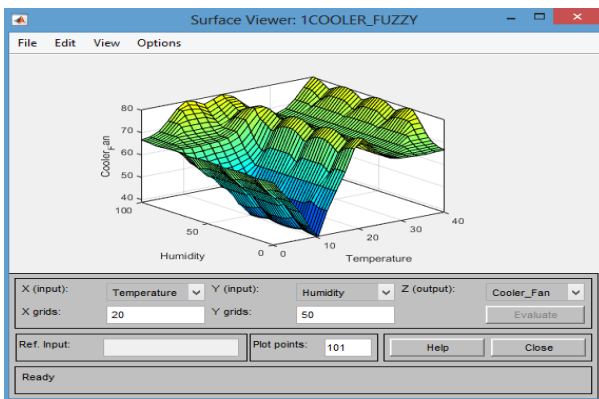 Surface Viewer: 1COOLER_FUZZY
File Edit View Options
80
70
60
50
40
Cooler_Fan
100
50
0
Humidity
0
10
20
30
40
Temperature
X (input): Temperature Y (input): Humidity Z (output): Cooler_Fan
X grids: 20 Y grids: 50 Evaluate
Ref. Input: Plot points: 101 Help Close
Ready